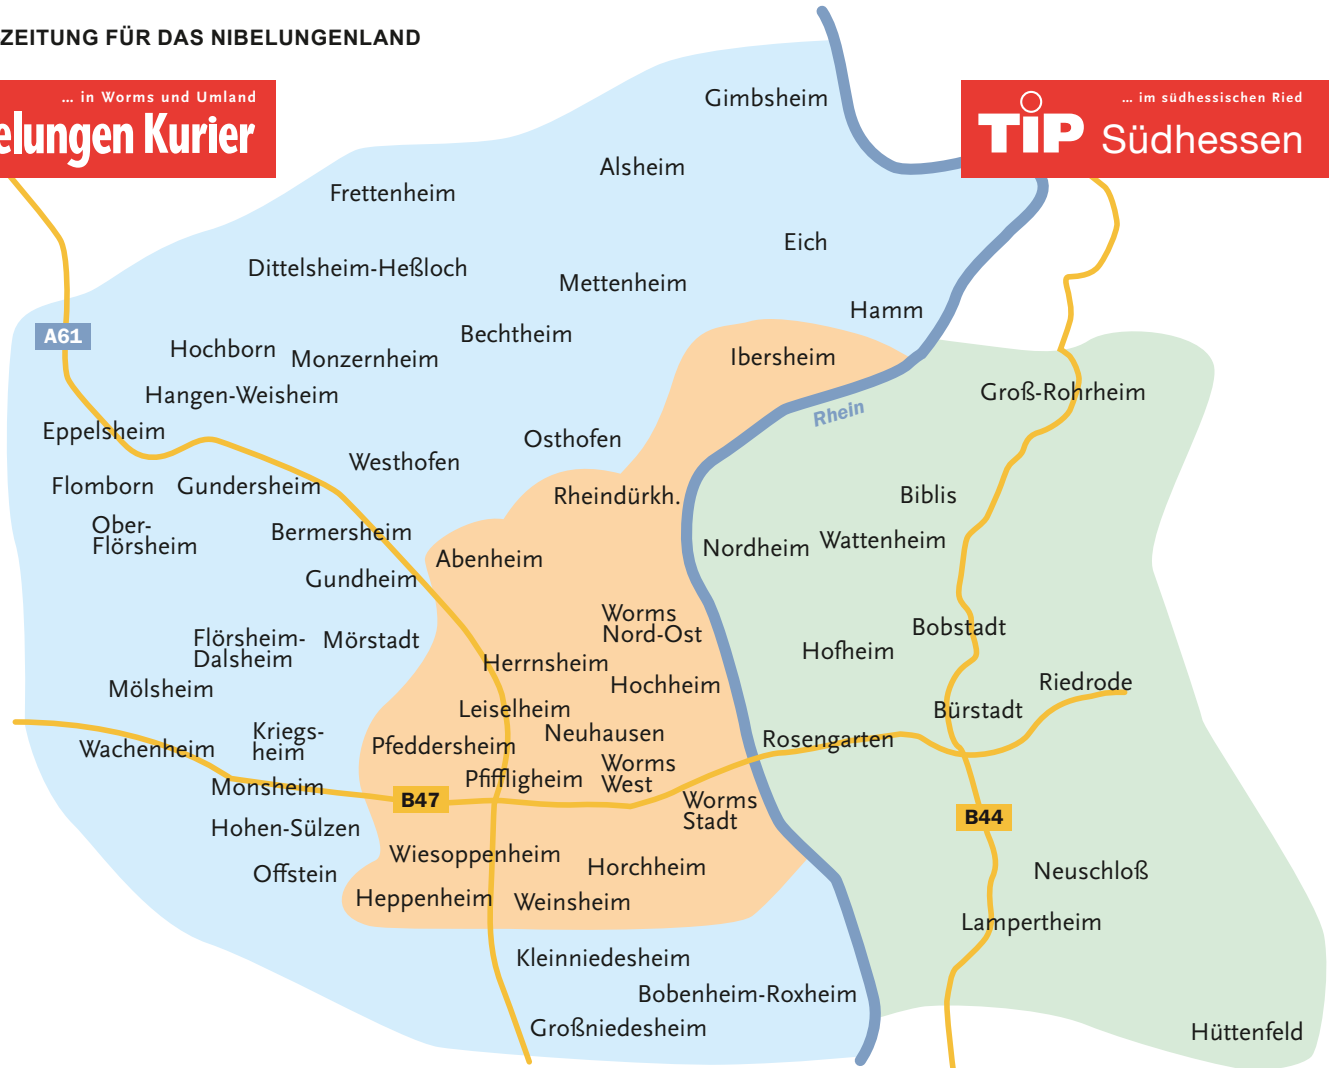 ZEITUNG FÜR DAS NIBELUNGENLAND
... in Worms und Umland
elungen Kurier
... im südhessischen Ried
TiP Südhessen
Gimbsheim
Alsheim
Frettenheim
Eich
Dittelsheim-Heßloch
Mettenheim
Hamm
A61
Bechtheim
Hochborn
Monzernheim
Ibersheim
Hangen-Weisheim
Groß-Rohrheim
Rhein
Eppelsheim
Osthofen
Westhofen
Flomborn
Gundersheim
Rheindürkh.
Biblis
Ober-
Flörsheim
Bermersheim
Abenheim
Nordheim
Wattenheim
Gundheim
Worms
Nord-Ost
Bobstadt
Flörsheim-
Dalsheim
Mörstadt
Hofheim
Herrnsheim
Hochheim
Riedrode
Mölsheim
Leiselheim
Bürstadt
Kriegs-
heim
Wachenheim
Pfeddersheim
Neuhausen
Rosengarten
Pfiffligheim
Worms
West
Monsheim
B47
Worms
Stadt
B44
Hohen-Sülzen
Wiesoppenheim
Horchheim
Offstein
Neuschloß
Heppenheim
Weinsheim
Lampertheim
Kleinniedesheim
Bobenheim-Roxheim
Großniedesheim
Hüttenfeld